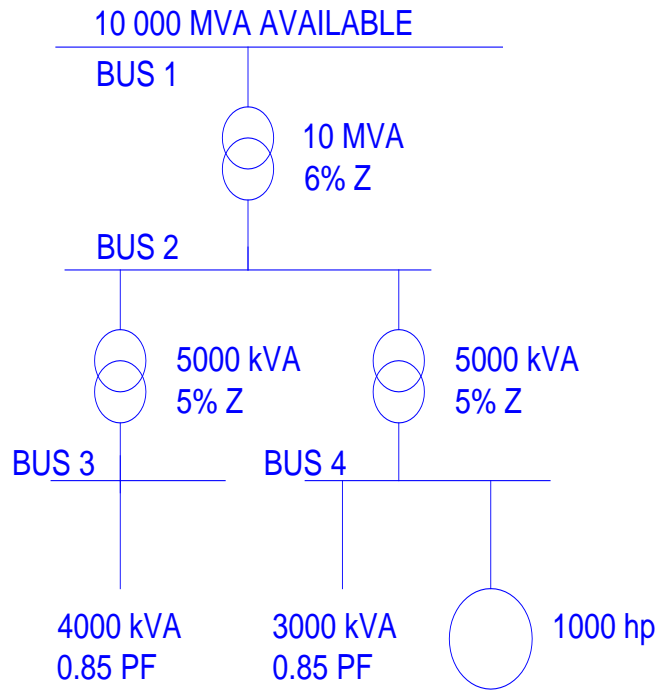 10 000 MVA AVAILABLE
BUS 1
10 MVA
6% Z
BUS 2
5000 kVA
5% Z
5000 kVA
5% Z
BUS 3
BUS 4
4000 kVA
0.85 PF
3000 kVA
0.85 PF
1000 hp